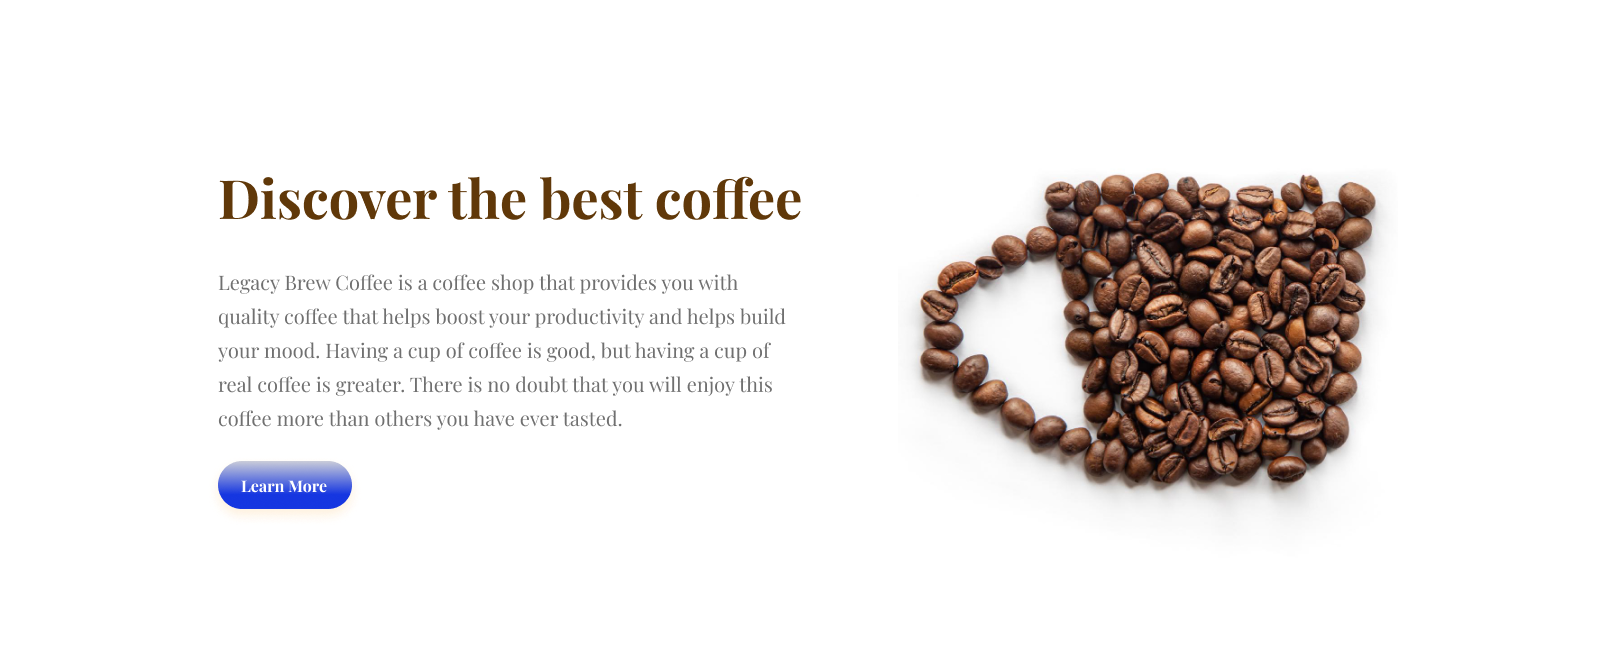 Discover the best coffee
Legacy Brew Coffee is a coffee shop that provides you with
quality coffee that helps boost your productivity and helps build
your mood. Having a cup of coffee is good, but having a cup of
real coffee is greater. There is no doubt that you will enjoy this
coffee more than others you have ever tasted.
Learn More